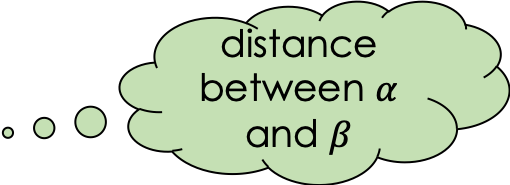 distance
between α
and β